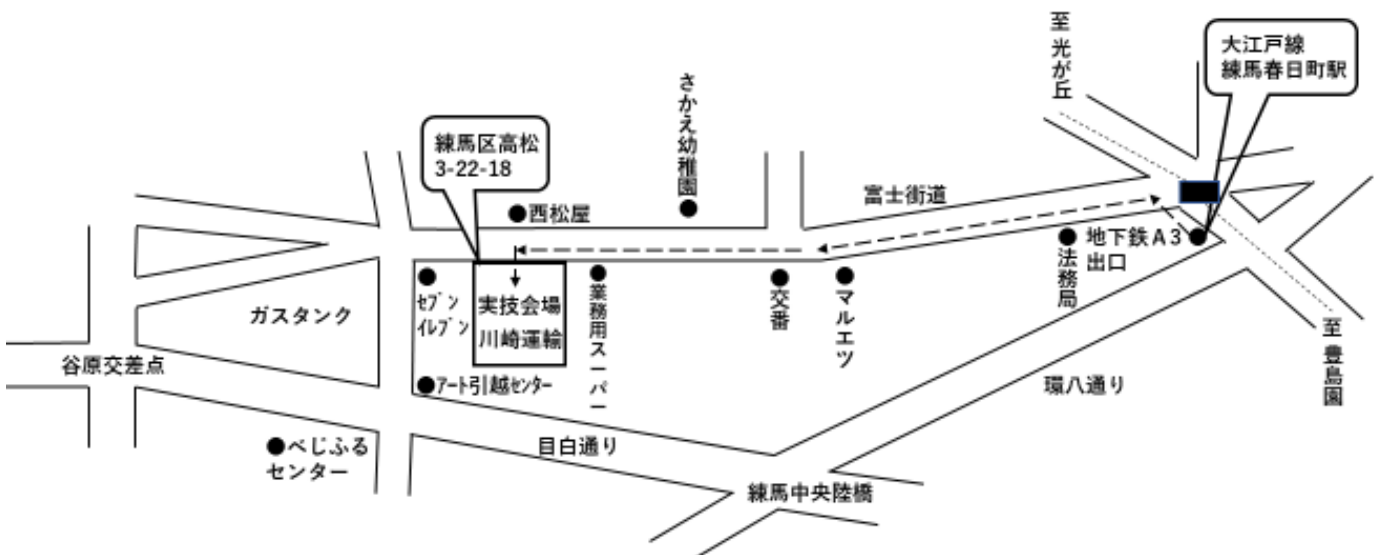 至 光が丘
大江戸線
練馬春日町駅
さかえ幼稚園
練馬区高松
3-22-18
富士街道
西松屋
地下鉄A3
出口
法務局
セブン
イレブン
実技会場
川崎運輸
業務用スーパー
交番
マルエツ
ガスタンク
至 豊島園
谷原交差点
アート引越センター
環八通り
目白通り
べじふる
センター
練馬中央陸橋